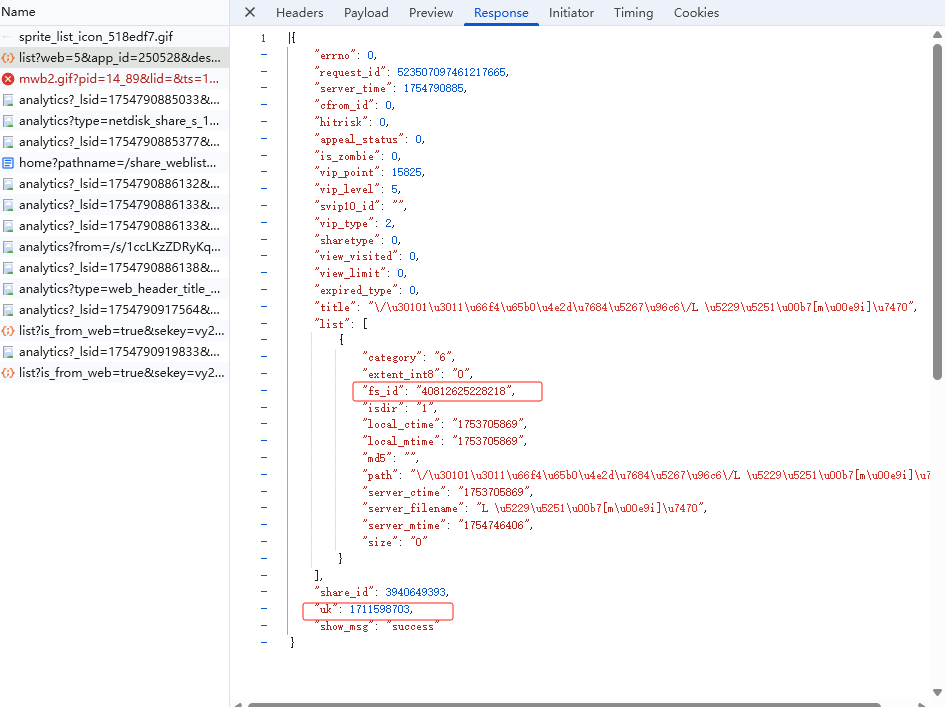 Name
Headers Payload Preview Response Initiator Timing Cookies
sprite_list_icon_518edf7.gif
list?web=5&app_id=250528&des...
mwb2.gif?pid=14_89&lid=&ts=1...
analytics?_lsid=1754790885033&...
analytics?type=netdisk_share_s_1...
analytics?_lsid=1754790885377&...
home?pathname=/share_weblist...
analytics?_lsid=1754790886132&...
analytics?_lsid=1754790886133&...
analytics?_lsid=1754790886133&...
analytics?from=/s/1ccLKzZDRyKq...
analytics?_lsid=1754790886138&...
analytics?type=web_header_title_...
analytics?_lsid=1754790917564&...
list?is_from_web=true&sekey=vy2...
analytics?_lsid=1754790919833&...
list?is_from_web=true&sekey=vy2...
1 {
"errno": 0,
"request_id": 523507097461217665,
"server_time": 1754790885,
"cfrom_id": 0,
"hitrisk": 0,
"appeal_status": 0,
"is_zombie": 0,
"vip_point": 15825,
"vip_level": 5,
"svip10_id": "",
"vip_type": 2,
"sharetype": 0,
"view_visited": 0,
"view_limit": 0,
"expired_type": 0,
"title": "\/\u30101\u3011\u66f4\u65b0\u4e2d\u7684\u5267\u96c6\/L \u5229\u5251\u00b7[m\u00e9i]\u7470",
"list": [
{
"category": "6",
"extent_int8": "0",
"fs_id": "40812625228218",
"isdir": "1",
"local_ctime": "1753705869",
"local_mtime": "1753705869",
"md5": "",
"path": "\/\u30101\u3011\u66f4\u65b0\u4e2d\u7684\u5267\u96c6\/L \u5229\u5251\u00b7[m\u00e9i]\u7
"server_ctime": "1753705869",
"server_filename": "L \u5229\u5251\u00b7[m\u00e9i]\u7470",
"server_mtime": "1754746406",
"size": "0"
}
],
"share_id": 3940649393,
"uk": 1711598703,
"show_msg": "success"
}